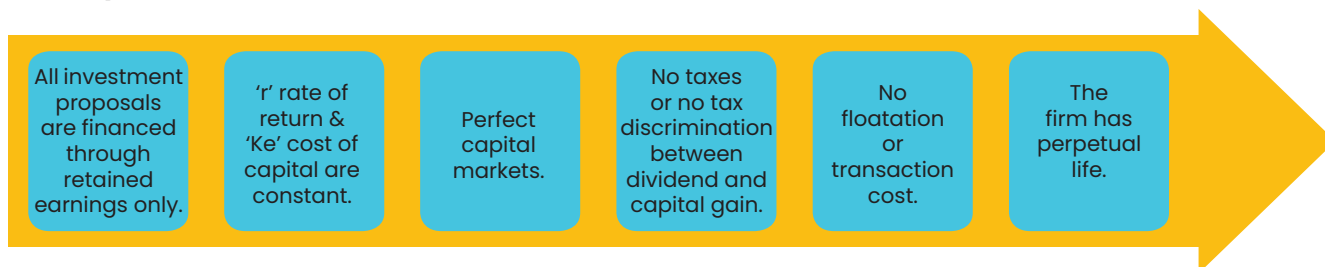 All investment
proposals
are financed
through
retained
earnings only.
‘r’ rate of
return &
‘Ke’ cost of
capital are
constant.
Perfect
capital
markets.
No taxes
or no tax
discrimination
between
dividend and
capital gain.
No
floatation
or
transaction
cost.
The
firm has
perpetual
life.